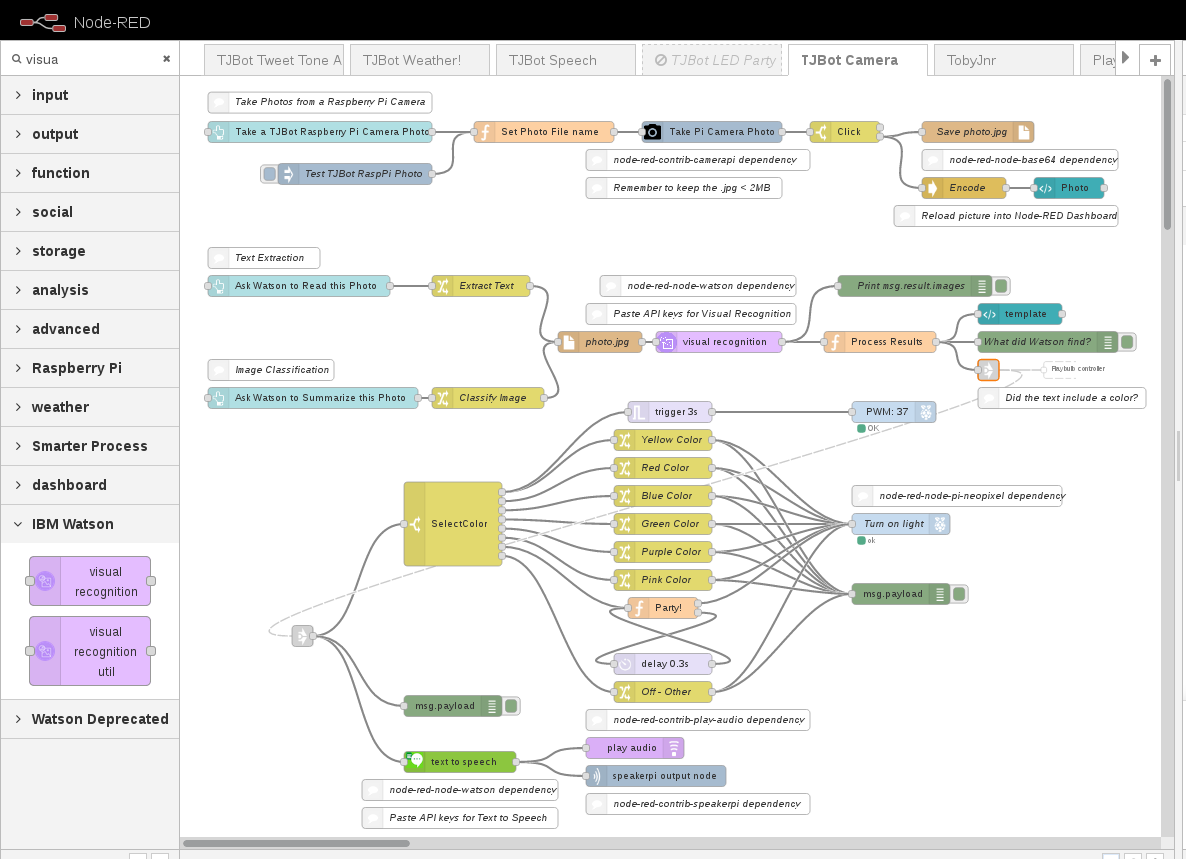 Node-RED
visua
TJBot Tweet Tone A
TJBot Weather!
TJBot Speech
TJBot LED Party
TJBot Camera
TobyJnr
Play
input
output
function
social
storage
analysis
advanced
Raspberry Pi
weather
Smarter Process
dashboard
IBM Watson
visual
recognition
visual
recognition
util
Watson Deprecated
Take Photos from a Raspberry Pi Camera
Take a TJBot Raspberry Pi Camera Photo
Set Photo File name
Take Pi Camera Photo
Click
Save photo.jpg
Test TJBot RaspPi Photo
node-red-contrib-camerapi dependency
node-red-node-base64 dependency
Remember to keep the .jpg < 2MB
Encode
Photo
Reload picture into Node-RED Dashboard
Text Extraction
Ask Watson to Read this Photo
Extract Text
node-red-node-watson dependency
Print msg.result.images
Paste API keys for Visual Recognition
template
photo.jpg
visual recognition
Process Results
What did Watson find?
Image Classification
Playbulb controller
Ask Watson to Summarize this Photo
Classify Image
Did the text include a color?
trigger 3s
PWM: 37
OK
Yellow Color
Red Color
Blue Color
node-red-node-pi-neopixel dependency
SelectColor
Green Color
Turn on light
ok
Purple Color
Pink Color
msg.payload
Party!
delay 0.3s
Off - Other
msg.payload
node-red-contrib-play-audio dependency
play audio
text to speech
speakerpi output node
node-red-node-watson dependency
node-red-contrib-speakerpi dependency
Paste API keys for Text to Speech